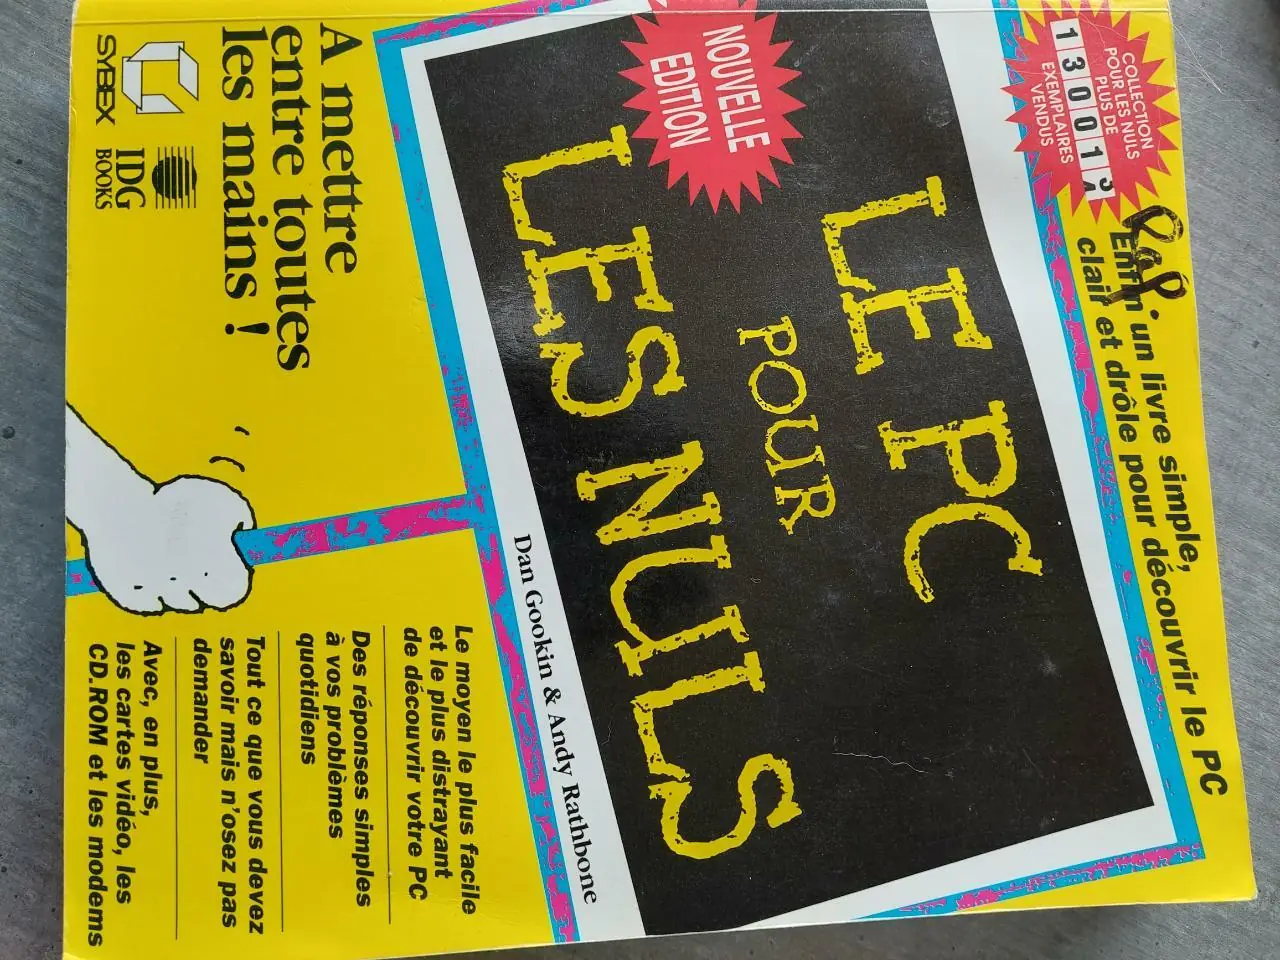 COLLECTION
POUR LES NULS
PLUS DE
130013
EXEMPLAIRES
VENDUS
Enfin un livre simple,
clair et drôle pour découvrir le PC
NOUVELLE
EDITION
LE PC
POUR
LES NULS
Dan Gookin & Andy Rathbone
A mettre
entre toutes
les mains !
SYBEX
IDG
BOOKS
Le moyen le plus facile
et le plus distrayant
de découvrir votre PC
Des réponses simples
à vos problèmes
quotidiens
Tout ce que vous devez
savoir mais n'osez pas
demander
Avec, en plus,
les cartes vidéo, les
CD.ROM et les modems